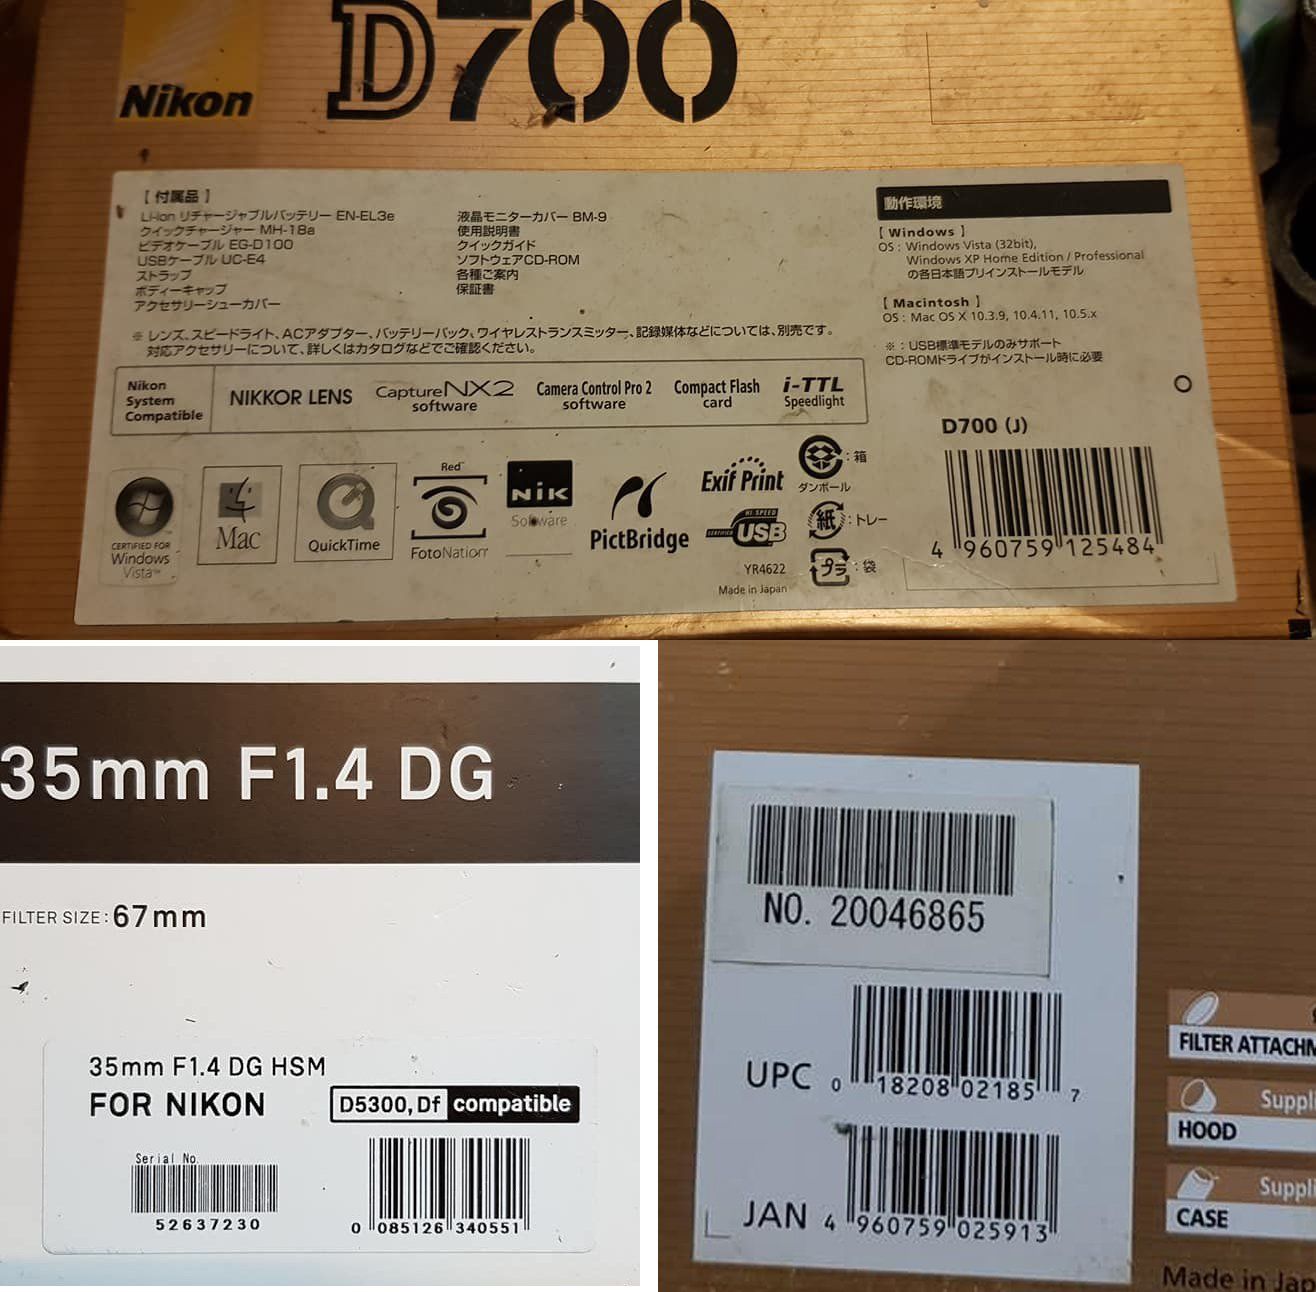 Nikon
D700
【 付属品 】
Li-ion リチャージャブルバッテリー EN-EL3e
クイックチャージャー MH-18a
ビデオケーブル EG-D100
USBケーブル UC-E4
ストラップ
ボディーキャップ
アクセサリーシューカバー
液晶モニターカバー BM-9
使用説明書
クイックガイド
ソフトウェアCD-ROM
各種ご案内
保証書
※ レンズ、スピードライト、ACアダプター、バッテリーパック、ワイヤレストランスミッター、記録媒体などについては、別売です。
対応アクセサリーについて、詳しくはカタログなどでご確認ください。
動作環境
【 Windows 】
OS : Windows Vista (32bit),
Windows XP Home Edition / Professional
の各日本語プリインストールモデル
【 Macintosh 】
OS : Mac OS X 10.3.9, 10.4.11, 10.5.x
※ : USB標準モデルのみサポート
CD-ROMドライブがインストール時に必要
Nikon
System
Compatible
NIKKOR LENS
Capture NX2
software
Camera Control Pro 2
software
Compact Flash
card
i-TTL
Speedlight
CERTIFIED FOR
Windows
Vista™
Mac
QuickTime
Red™
FotoNation™
Nik
Software
PictBridge
Exif Print
CERTIFIED
HI-SPEED
USB
YR4622
Made in Japan
: 箱
ダンボール
紙 : トレー
プラ : 袋
D700 (J)
4 960759 125484
35mm F1.4 DG
FILTER SIZE : 67mm
35mm F1.4 DG HSM
FOR NIKON
D5300, Df compatible
Serial No.
52637230
0 085126 340551
NO. 20046865
UPC 0 18208 02185 7
JAN 4 960759 025913
FILTER ATTACHM
Suppli
HOOD
Suppli
CASE
Made in Jap